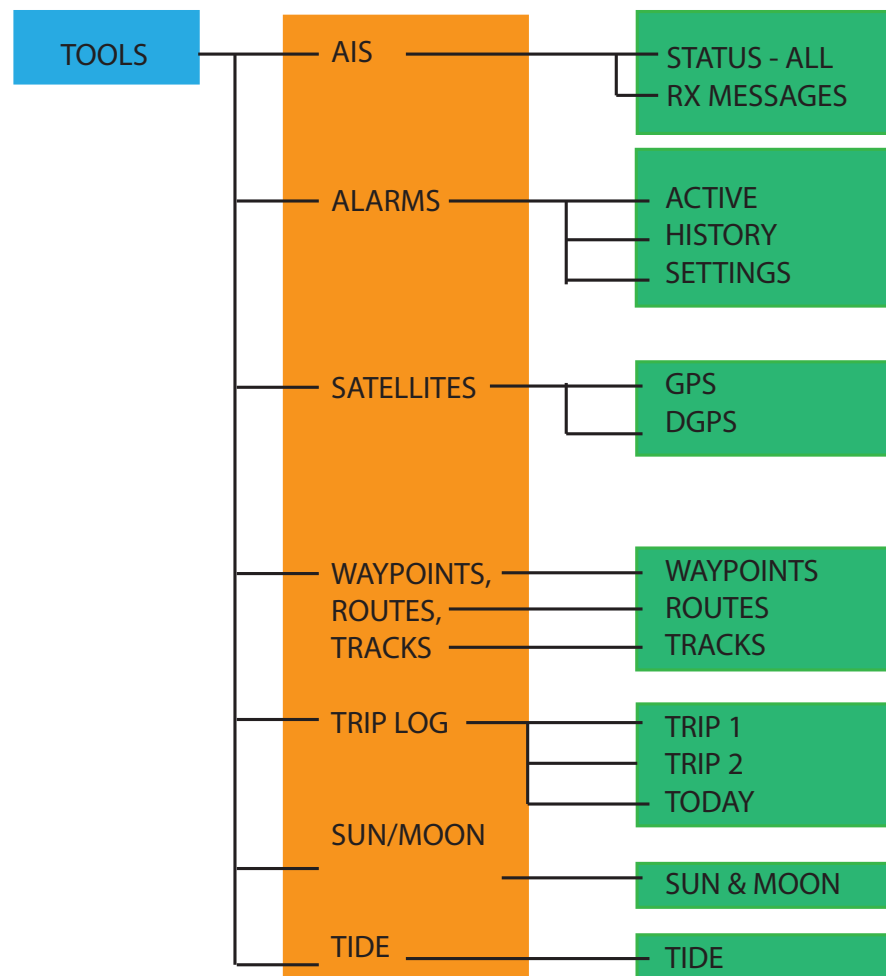 TOOLS
AIS
STATUS - ALL
RX MESSAGES
ALARMS
ACTIVE
HISTORY
SETTINGS
SATELLITES
GPS
DGPS
WAYPOINTS,
ROUTES,
TRACKS
WAYPOINTS
ROUTES
TRACKS
TRIP LOG
TRIP 1
TRIP 2
TODAY
SUN/MOON
SUN & MOON
TIDE
TIDE